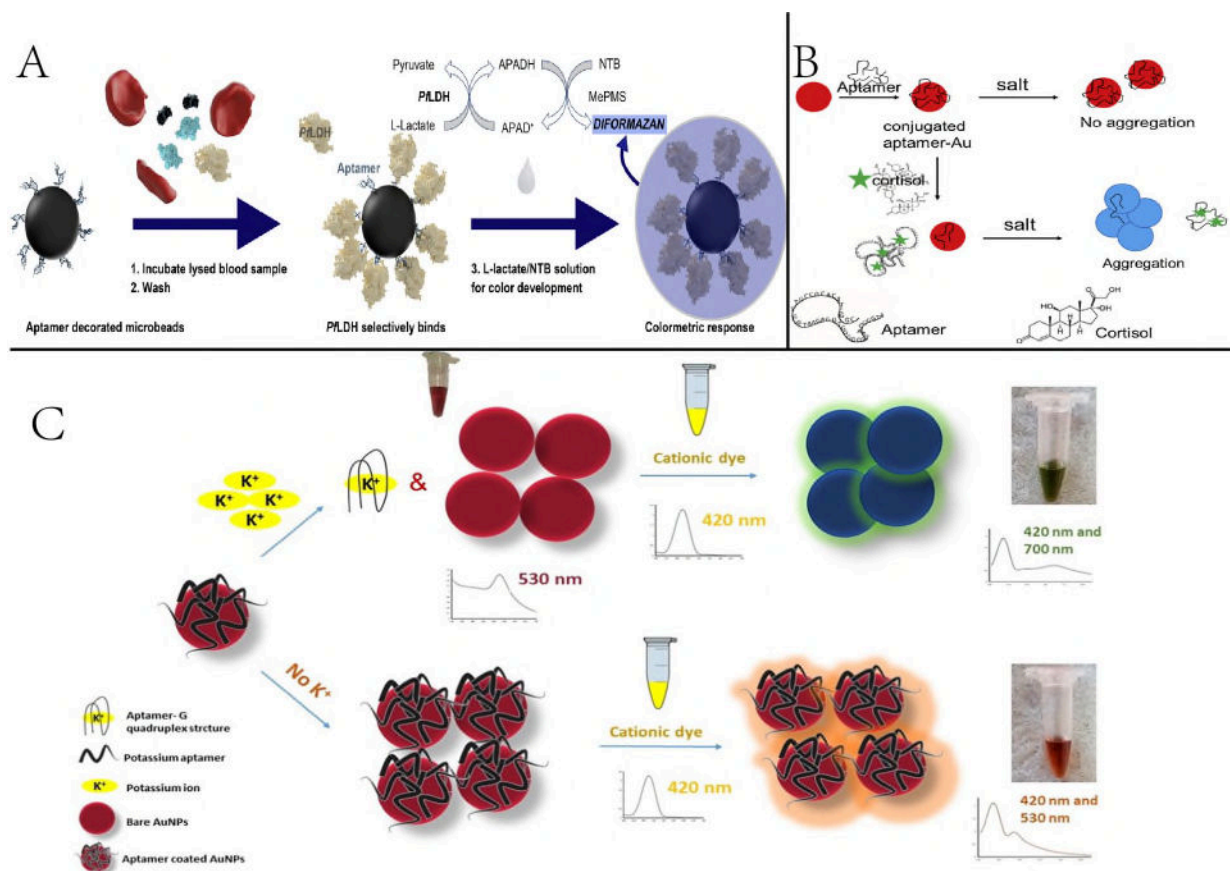 A
Pyruvate
APADH
NTB
PfLDH
MePMS
L-Lactate
APAD+
DIFORMAZAN
PfLDH
Aptamer
1. Incubate lysed blood sample
2. Wash
3. L-lactate/NTB solution
for color development
Aptamer decorated microbeads
PfLDH selectively binds
Colormetric response
B
Aptamer
salt
conjugated
aptamer-Au
No aggregation
cortisol
salt
Aggregation
Aptamer
Cortisol
O
HO
OH
OH
H
H
H
O
C
K+
K+
K+
K+
K+
&
Cationic dye
420 nm
530 nm
420 nm and
700 nm
No K+
Cationic dye
420 nm
420 nm and
530 nm
K+
Aptamer- G
quadruplex strcture
Potassium aptamer
Potassium ion
Bare AuNPs
Aptamer coated AuNPs